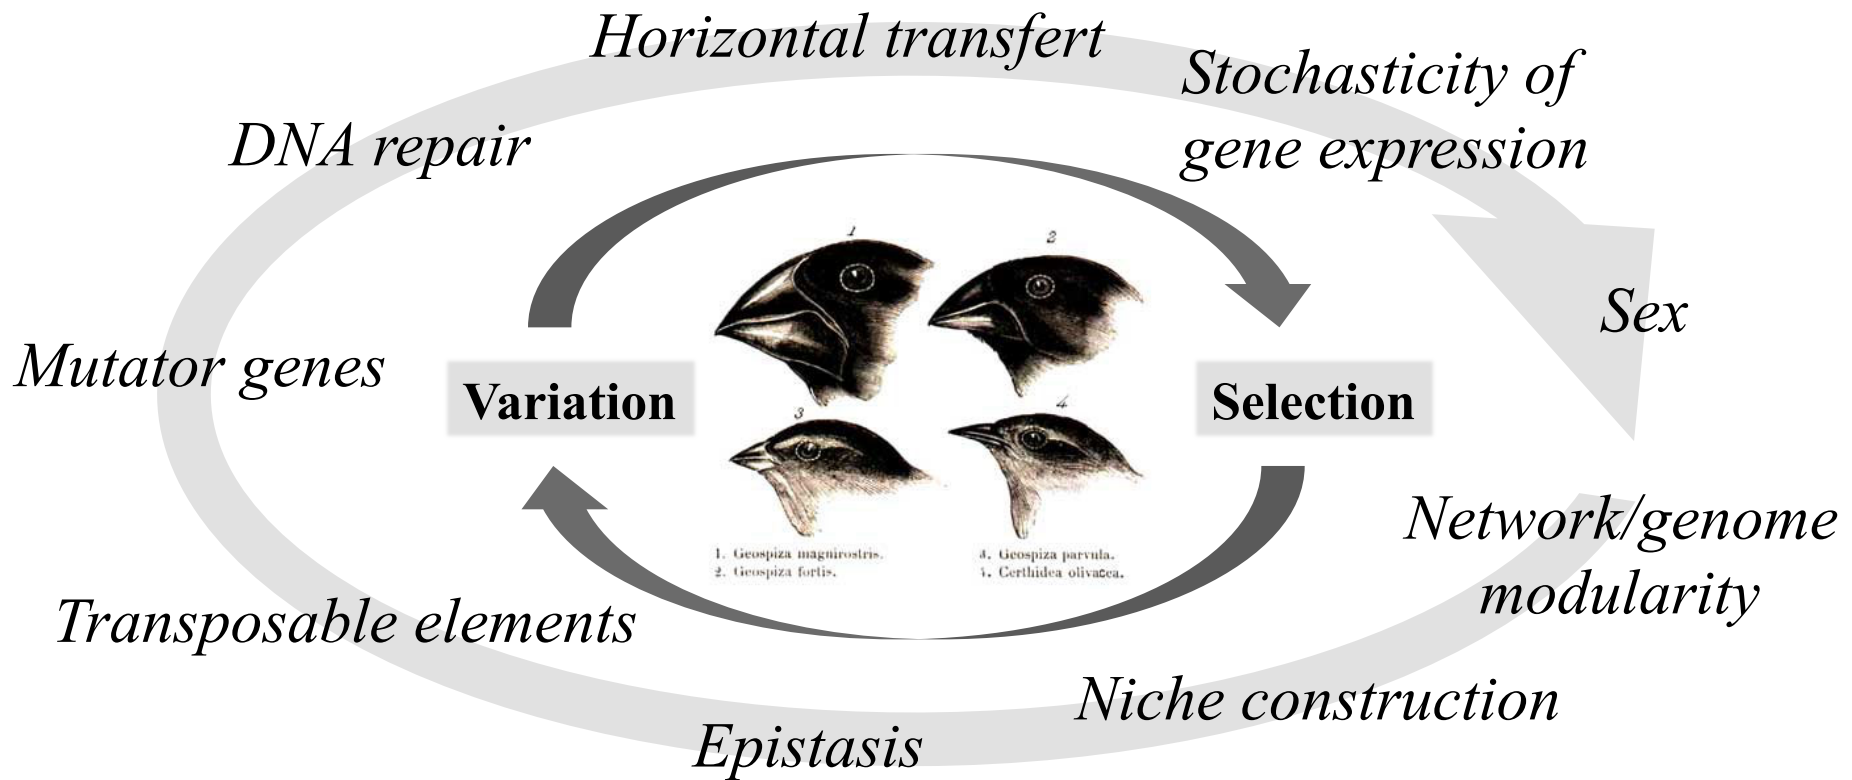 Horizontal transfert
Stochasticity of
gene expression
DNA repair
Sex
Mutator genes
Variation
Selection
1
2
3
4
1. Geospiza magnirostris.
2. Geospiza fortis.
3. Geospiza parvula.
4. Certhidea olivacea.
Network/genome
modularity
Transposable elements
Niche construction
Epistasis